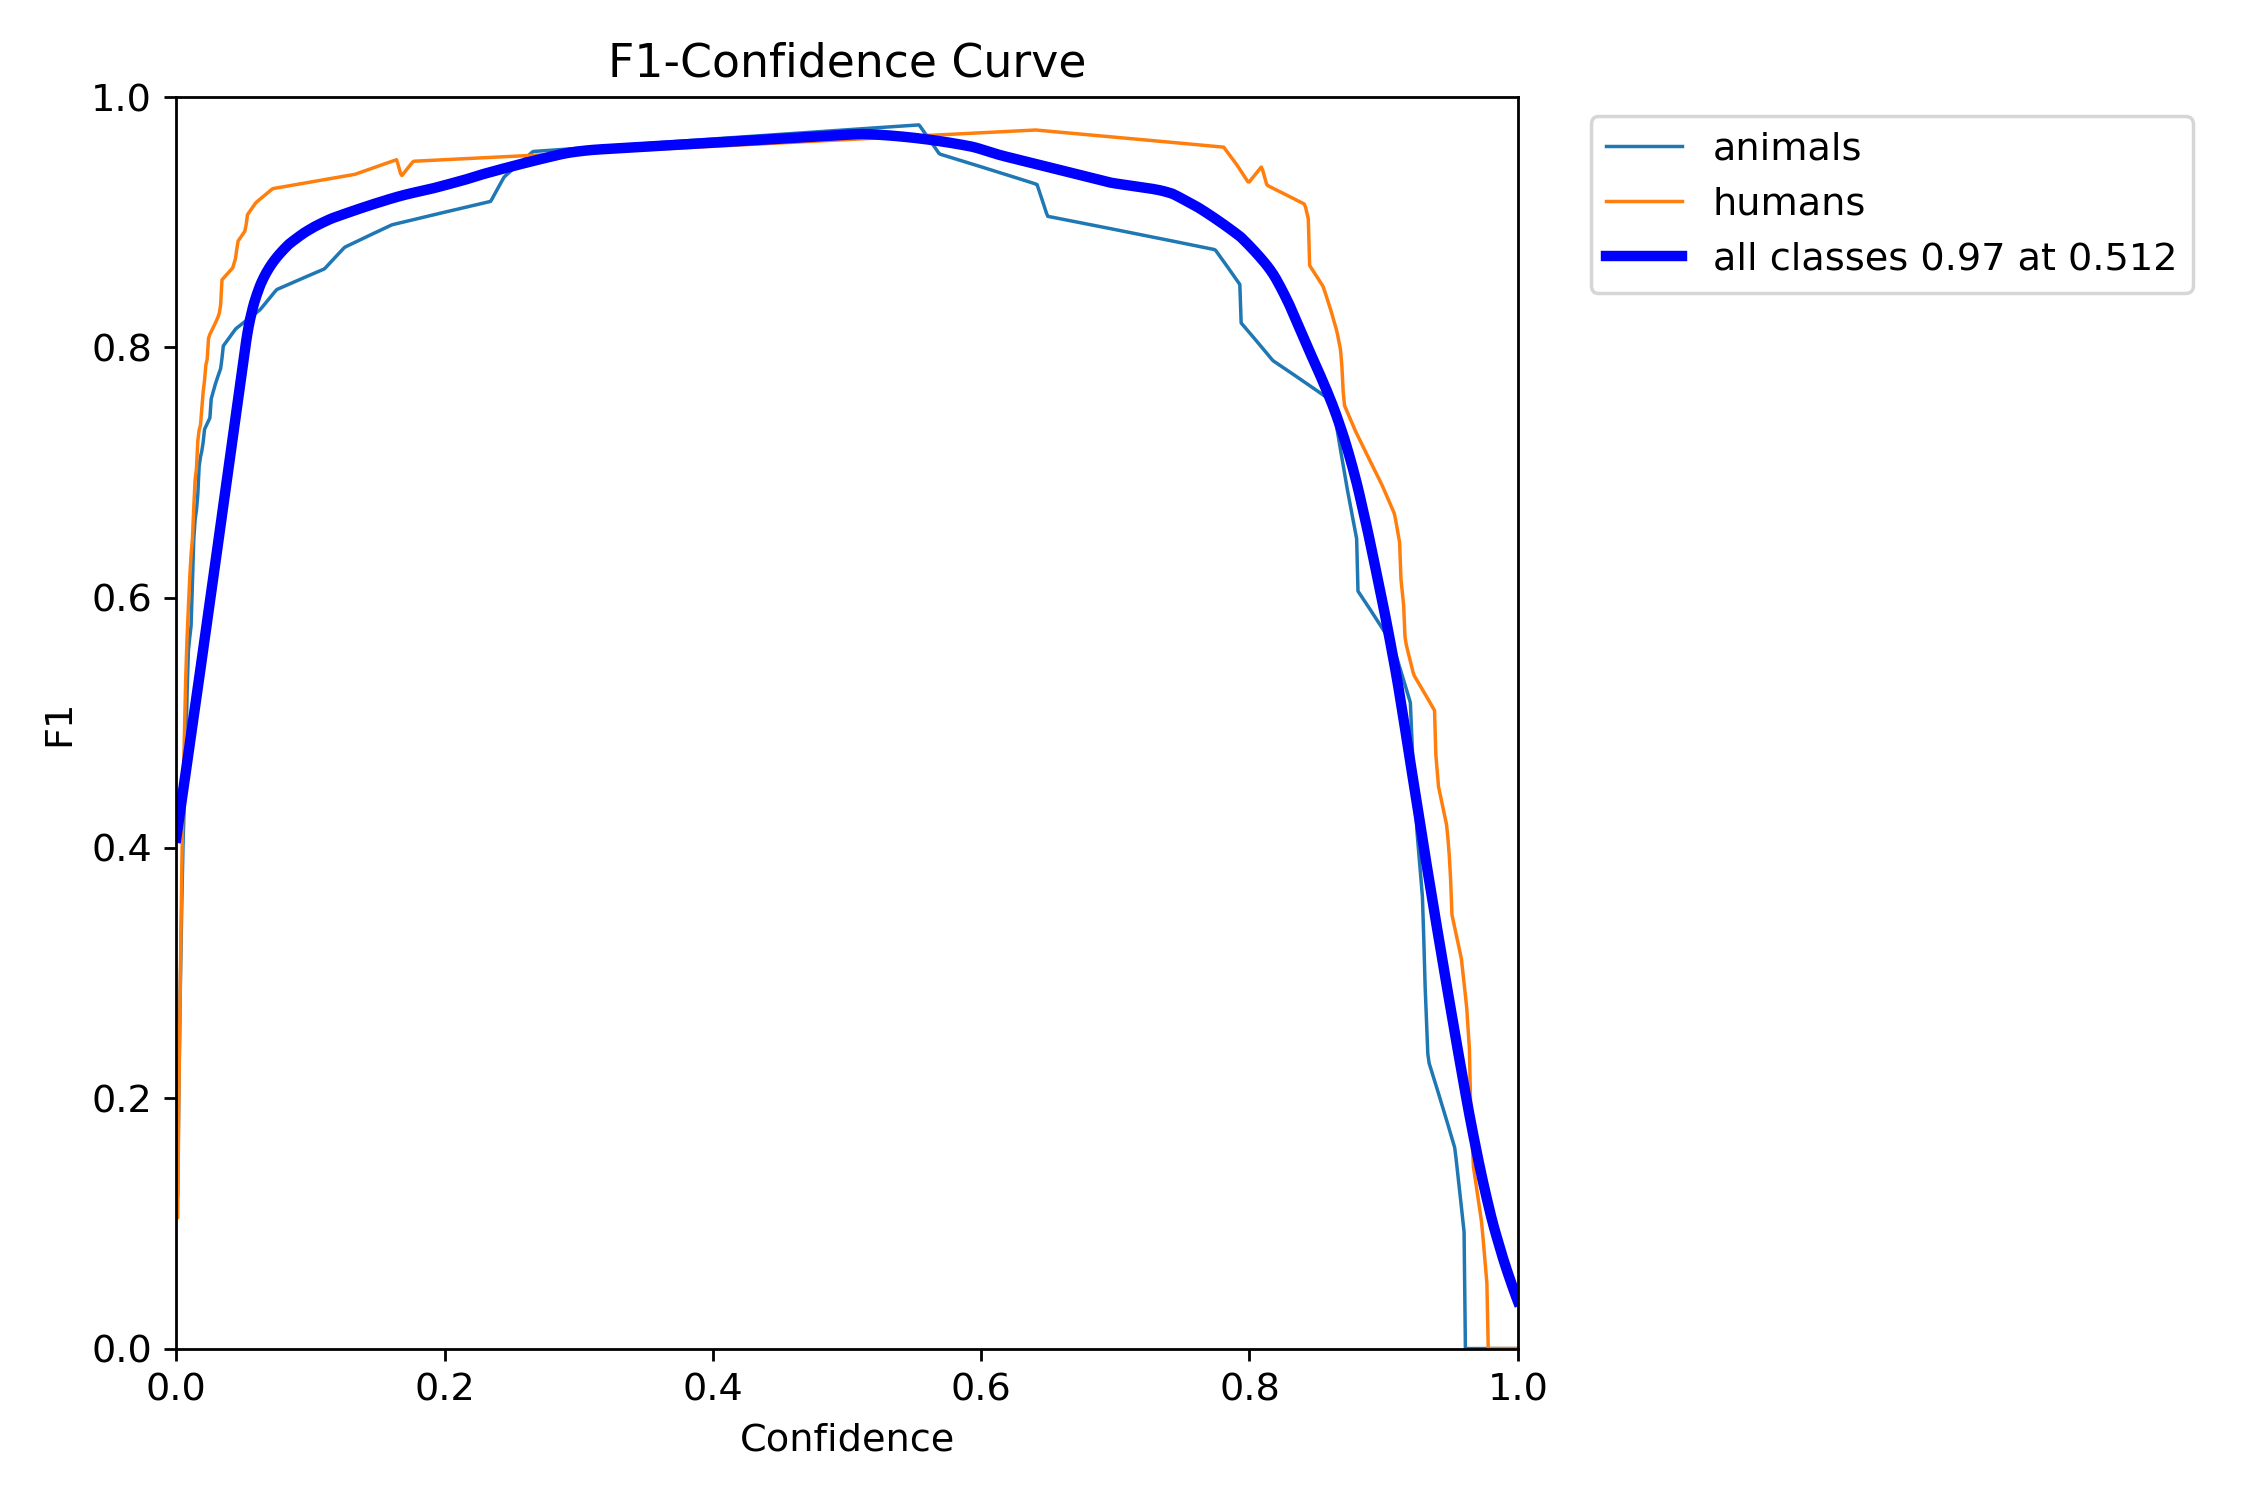 F1-Confidence Curve
1.0
0.8
0.6
0.4
0.2
0.0
F1
0.0 0.2 0.4 0.6 0.8 1.0
Confidence
animals
humans
all classes 0.97 at 0.512